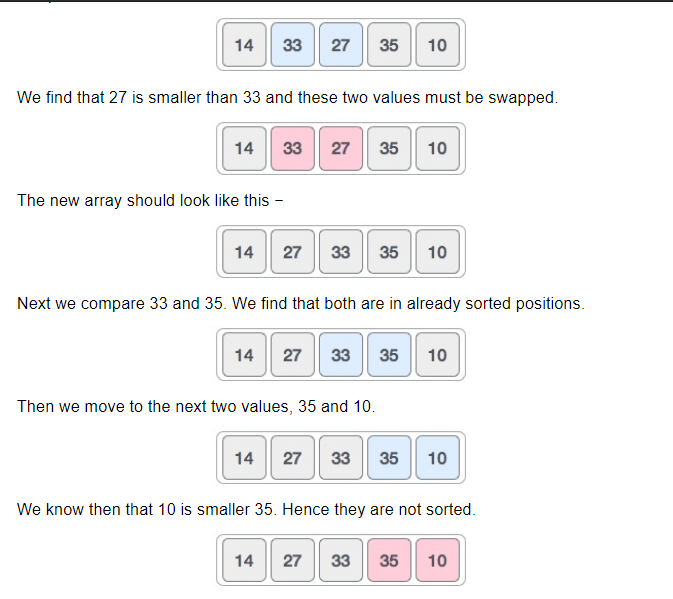 14 33 27 35 10
We find that 27 is smaller than 33 and these two values must be swapped.
14 33 27 35 10
The new array should look like this −
14 27 33 35 10
Next we compare 33 and 35. We find that both are in already sorted positions.
14 27 33 35 10
Then we move to the next two values, 35 and 10.
14 27 33 35 10
We know then that 10 is smaller 35. Hence they are not sorted.
14 27 33 35 10